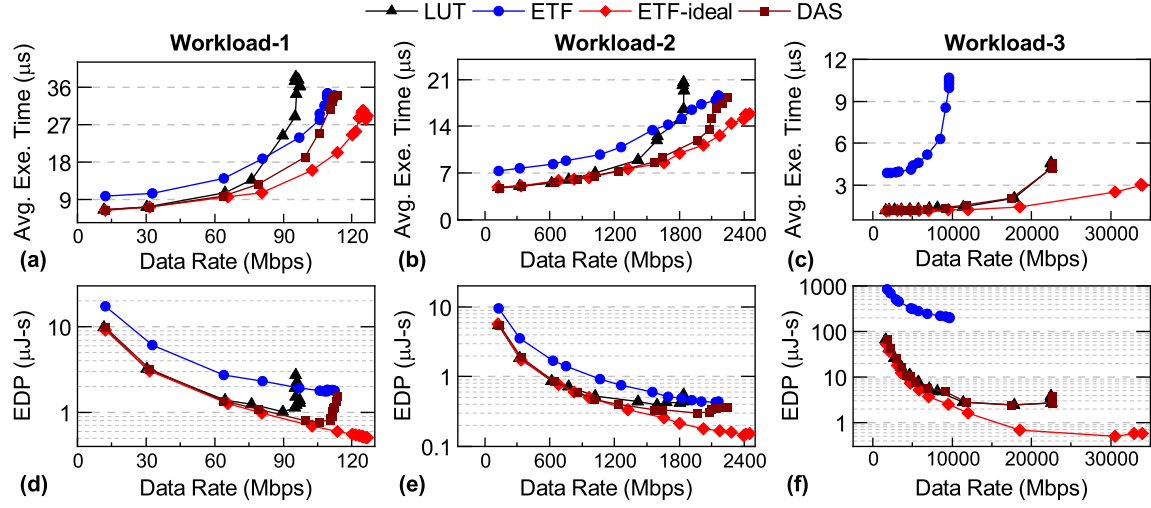 LUT ETF ETF-ideal DAS
Workload-1 Workload-2 Workload-3
Avg. Exe. Time (μs)
36
27
18
9
0 30 60 90 120
Data Rate (Mbps)
(a)
Avg. Exe. Time (μs)
21
14
7
0
0 600 1200 1800 2400
Data Rate (Mbps)
(b)
Avg. Exe. Time (μs)
12
9
6
3
0 10000 20000 30000
Data Rate (Mbps)
(c)
EDP (μJ-s)
10
1
0 30 60 90 120
Data Rate (Mbps)
(d)
EDP (μJ-s)
10
1
0.1
0 600 1200 1800 2400
Data Rate (Mbps)
(e)
EDP (μJ-s)
1000
100
10
1
0 10000 20000 30000
Data Rate (Mbps)
(f)